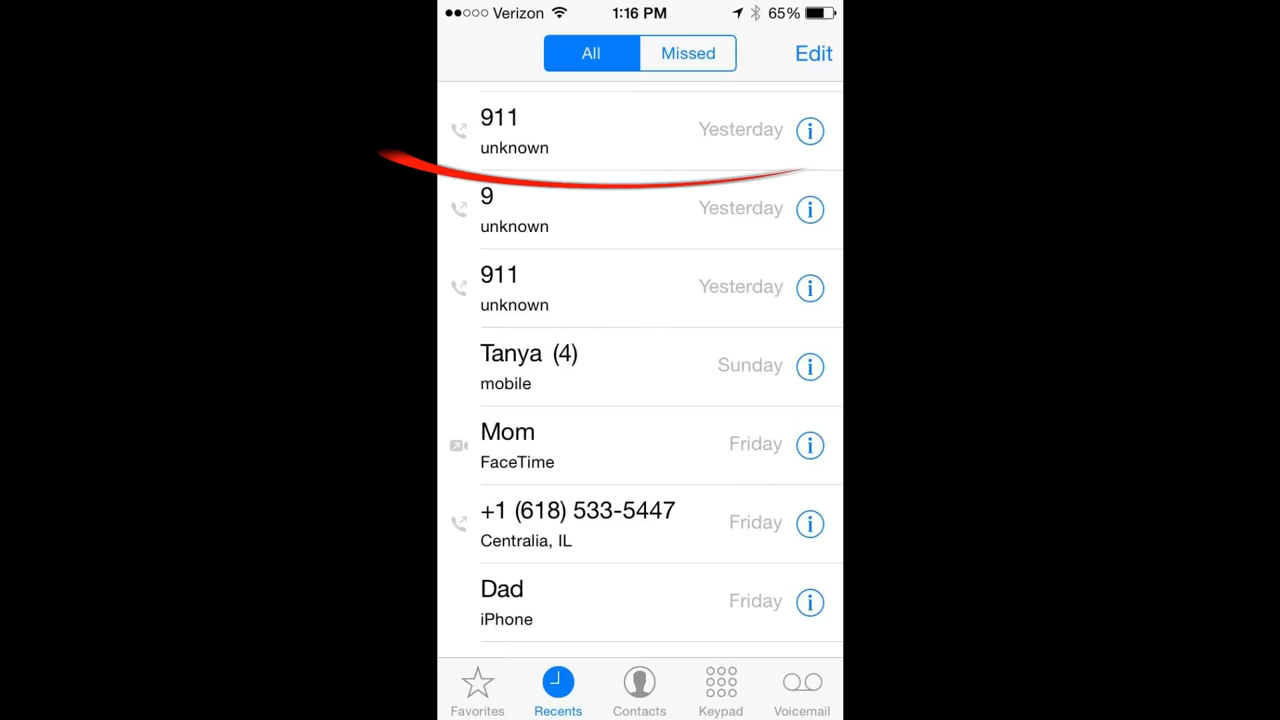 Verizon 1:16 PM 65%
All Missed Edit
911
unknown
Yesterday
9
unknown
Yesterday
911
unknown
Yesterday
Tanya (4)
mobile
Sunday
Mom
FaceTime
Friday
+1 (618) 533-5447
Centralia, IL
Friday
Dad
iPhone
Friday
Favorites Recents Contacts Keypad Voicemail